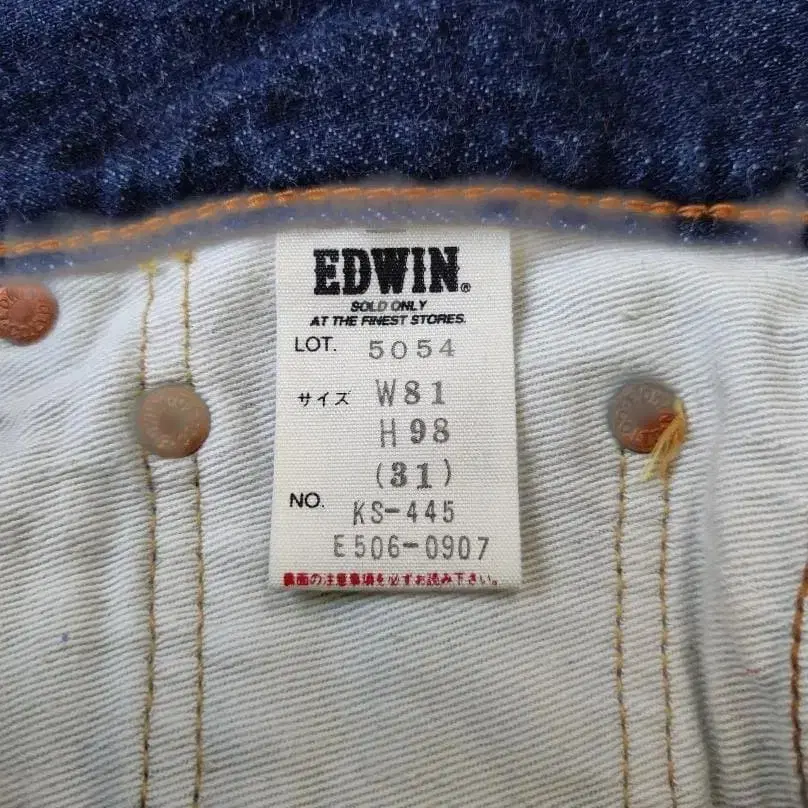 EDWIN®
SOLD ONLY
AT THE FINEST STORES.
LOT. 5054
サイズ W81
H98
(31)
NO. KS-445
E506-0907
裏面の注意事項を必ずお読み下さい。